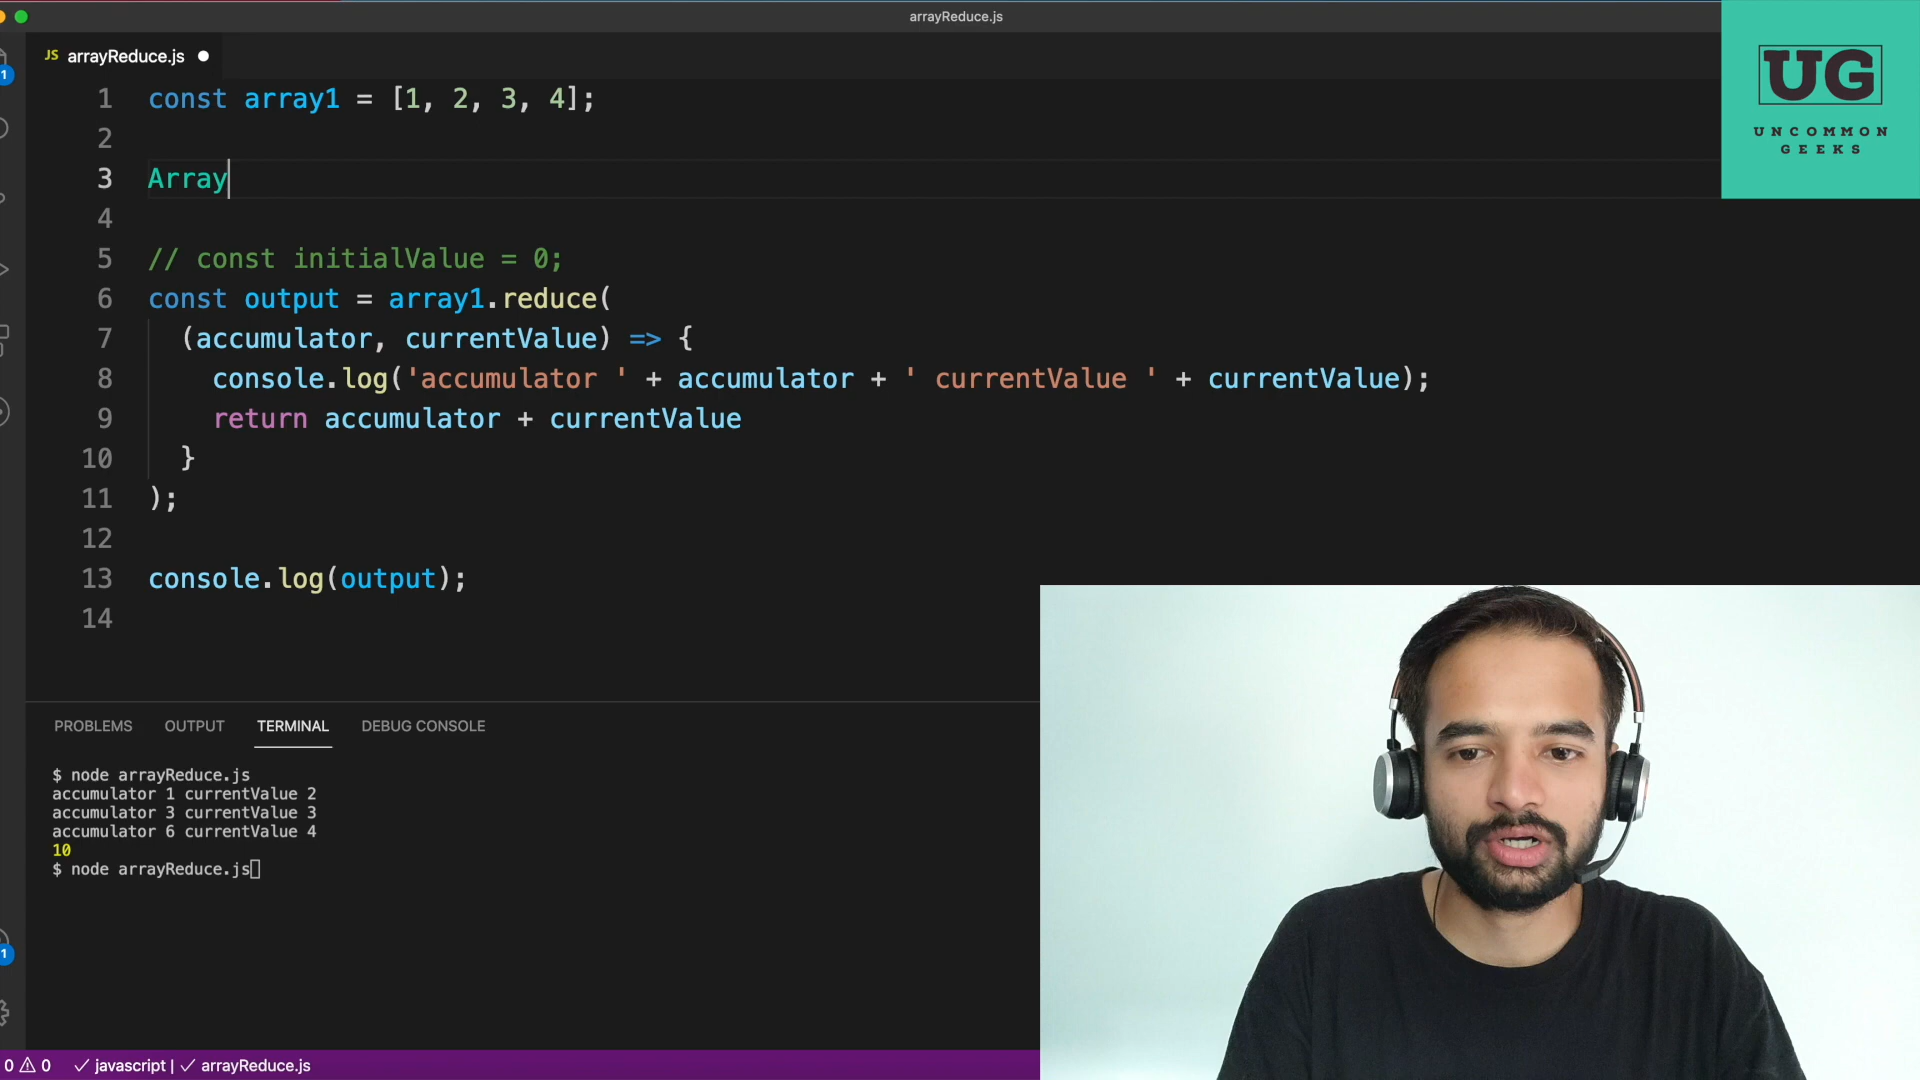 arrayReduce.js
JS arrayReduce.js
UG
UNCOMMON
GEEKS
1 const array1 = [1, 2, 3, 4];
2
3 Array
4
5 // const initialValue = 0;
6 const output = array1.reduce(
7 (accumulator, currentValue) => {
8 console.log('accumulator ' + accumulator + ' currentValue ' + currentValue);
9 return accumulator + currentValue
10 }
11 );
12
13 console.log(output);
14
1
PROBLEMS OUTPUT TERMINAL DEBUG CONSOLE
$ node arrayReduce.js
accumulator 1 currentValue 2
accumulator 3 currentValue 3
accumulator 6 currentValue 4
10
$ node arrayReduce.js
1
0 0 javascript | arrayReduce.js